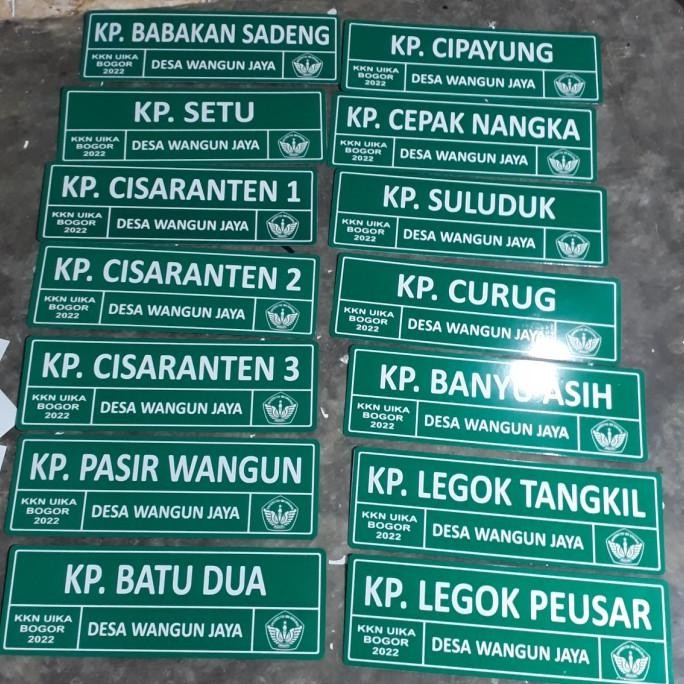 KP. BABAKAN SADENG
KKN UIKA
BOGOR
2022
DESA WANGUN JAYA
KP. SETU
KKN UIKA
BOGOR
2022
DESA WANGUN JAYA
KP. CISARANTEN 1
KKN UIKA
BOGOR
2022
DESA WANGUN JAYA
KP. CISARANTEN 2
KKN UIKA
BOGOR
2022
DESA WANGUN JAYA
KP. CISARANTEN 3
KKN UIKA
BOGOR
2022
DESA WANGUN JAYA
KP. PASIR WANGUN
KKN UIKA
BOGOR
2022
DESA WANGUN JAYA
KP. BATU DUA
KKN UIKA
BOGOR
2022
DESA WANGUN JAYA
KP. CIPAYUNG
KKN UIKA
BOGOR
2022
DESA WANGUN JAYA
KP. CEPAK NANGKA
KKN UIKA
BOGOR
2022
DESA WANGUN JAYA
KP. SULUDUK
KKN UIKA
BOGOR
2022
DESA WANGUN JAYA
KP. CURUG
KKN UIKA
BOGOR
2022
DESA WANGUN JAYA
KP. BANYU ASIH
KKN UIKA
BOGOR
2022
DESA WANGUN JAYA
KP. LEGOK TANGKIL
KKN UIKA
BOGOR
2022
DESA WANGUN JAYA
KP. LEGOK PEUSAR
KKN UIKA
BOGOR
2022
DESA WANGUN JAYA